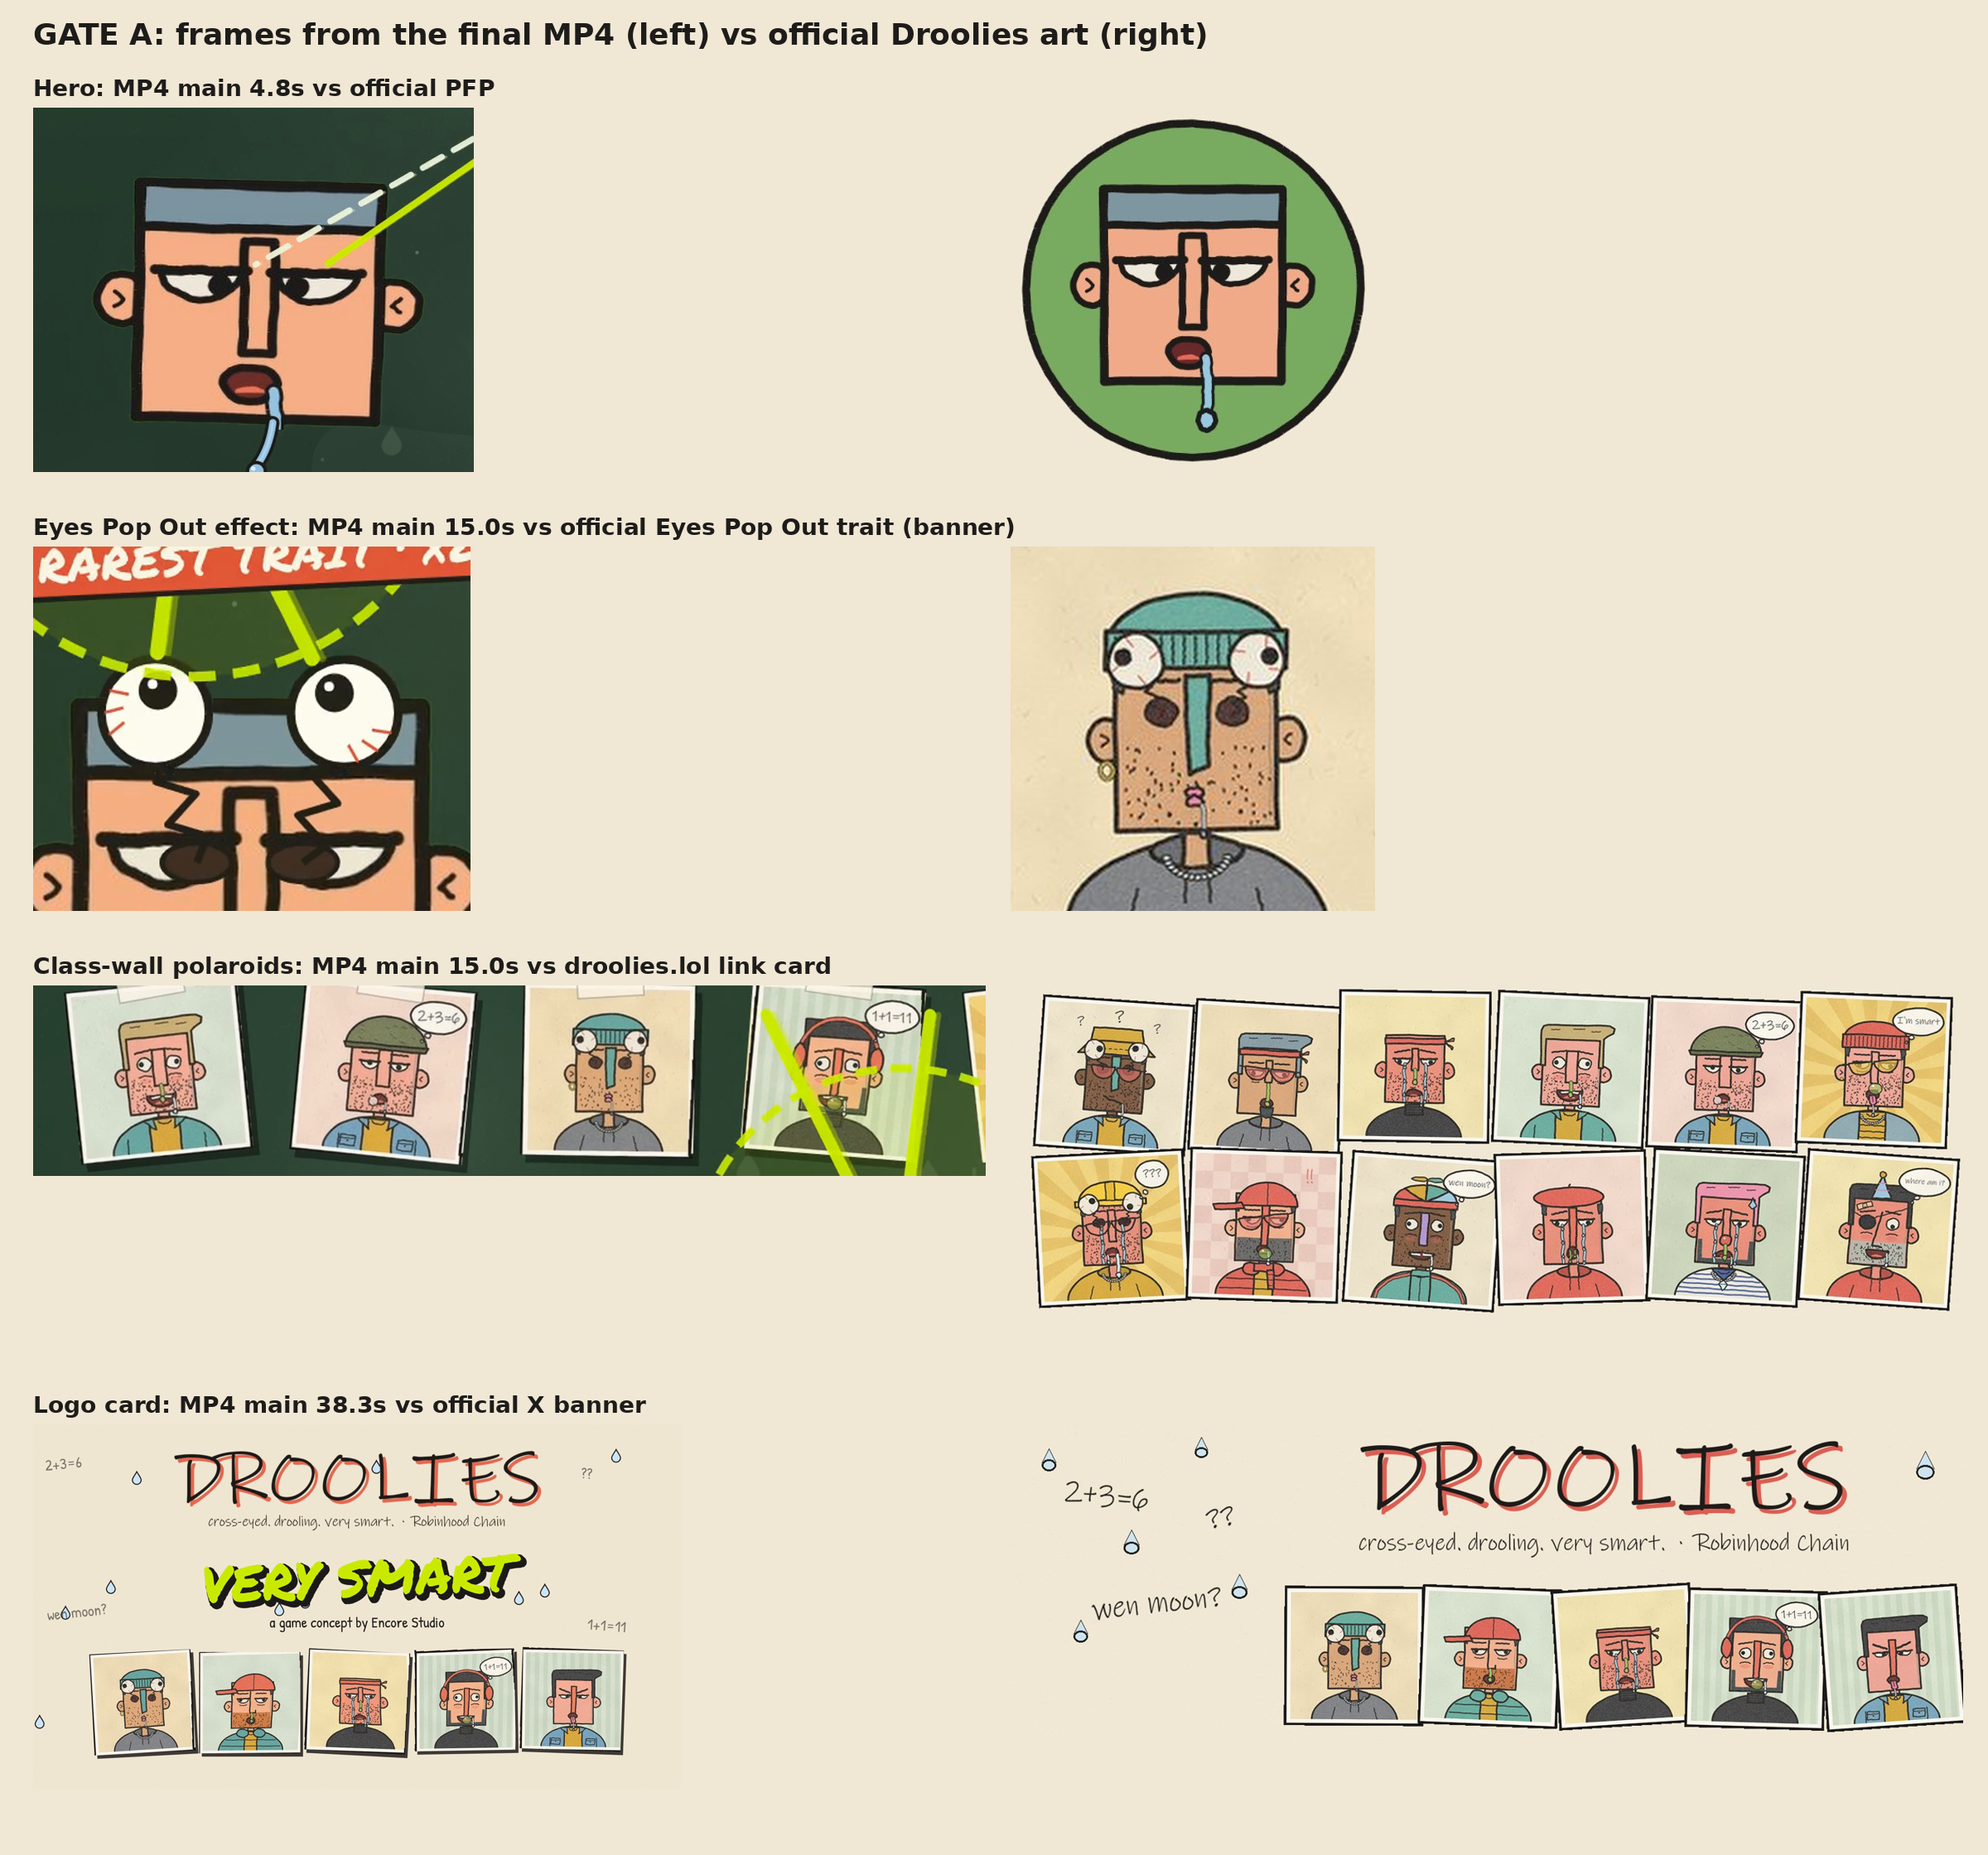 GATE A: frames from the final MP4 (left) vs official Droolies art (right)
Hero: MP4 main 4.8s vs official PFP
Eyes Pop Out effect: MP4 main 15.0s vs official Eyes Pop Out trait (banner)
RAREST TRAIT · X2
Class-wall polaroids: MP4 main 15.0s vs droolies.lol link card
2+3=6
1+1=11
? ? ?
2+3=6
I'm smart
???
!!
wen moon?
where am i?
Logo card: MP4 main 38.3s vs official X banner
2+3=6
DROOLIES
??
cross-eyed. drooling. very smart. · Robinhood Chain
VERY SMART
wen moon?
a game concept by Encore Studio
1+1=11
1+1=11
DROOLIES
2+3=6
??
cross-eyed. drooling. very smart. · Robinhood Chain
wen moon?
1+1=11